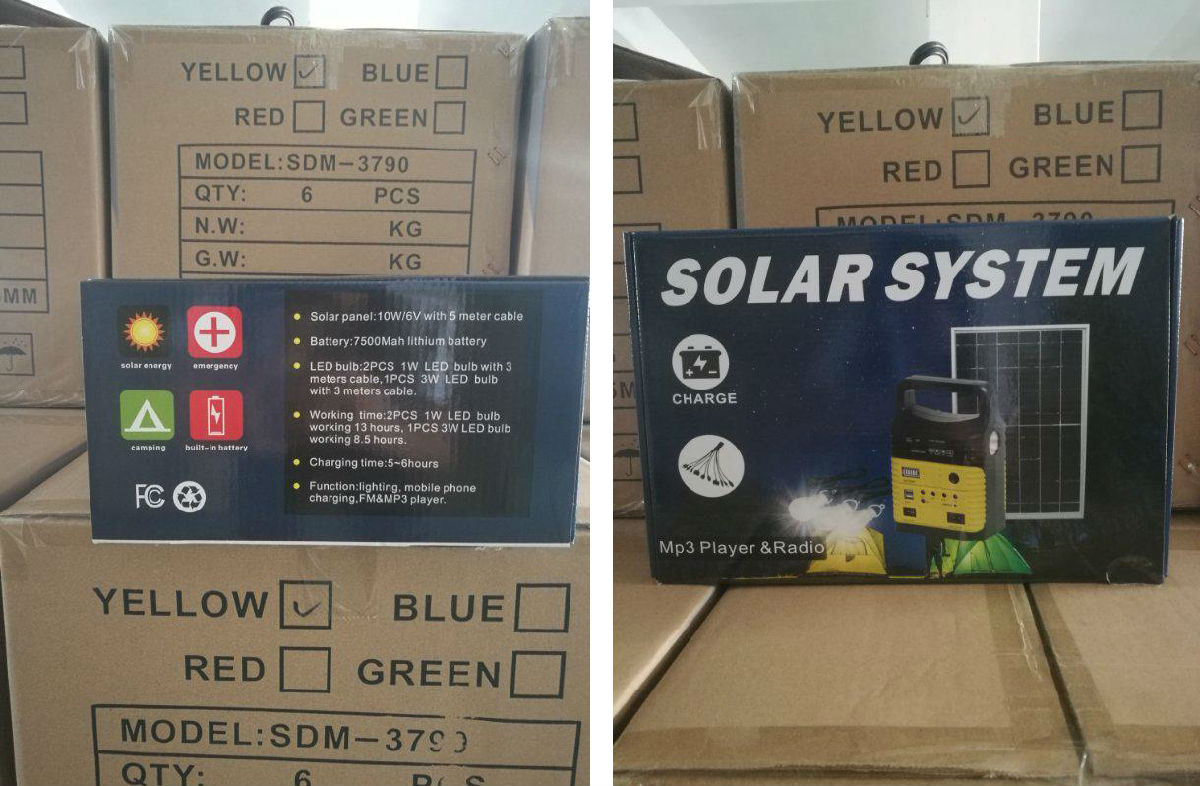 YELLOW BLUE
RED GREEN
MODEL:SDM-3790
QTY: 6 PCS
N.W: KG
G.W: KG
MM
solar energy
emergency
camping
built-in battery
FC
Solar panel:10W/6V with 5 meter cable
Battery:7500Mah lithium battery
LED bulb:2PCS 1W LED bulb with 3
meters cable,1PCS 3W LED bulb
with 3 meters cable.
Working time:2PCS 1W LED bulb
working 13 hours, 1PCS 3W LED bulb
working 8.5 hours.
Charging time:5~6hours
Function:lighting, mobile phone
charging,FM&MP3 player.
YELLOW BLUE
RED GREEN
MODEL:SDM-379
QTY: 6 P S
YELLOW BLUE
RED GREEN
MODEL:SDM-3790
SOLAR SYSTEM
CHARGE
Mp3 Player &Radio